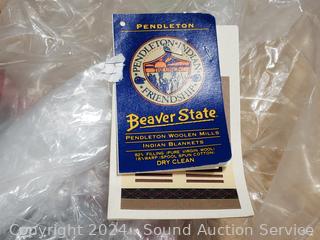 PENDLETON
PENDLETON INDIAN
FRIENDSHIP
Beaver State
PENDLETON WOOLEN MILLS
INDIAN BLANKETS
82% FILLING (PURE VIRGIN WOOL)
18% WARP (SPOOL SPUN COTTON)
DRY CLEAN
Copyright 2024 - Sound Auction Service